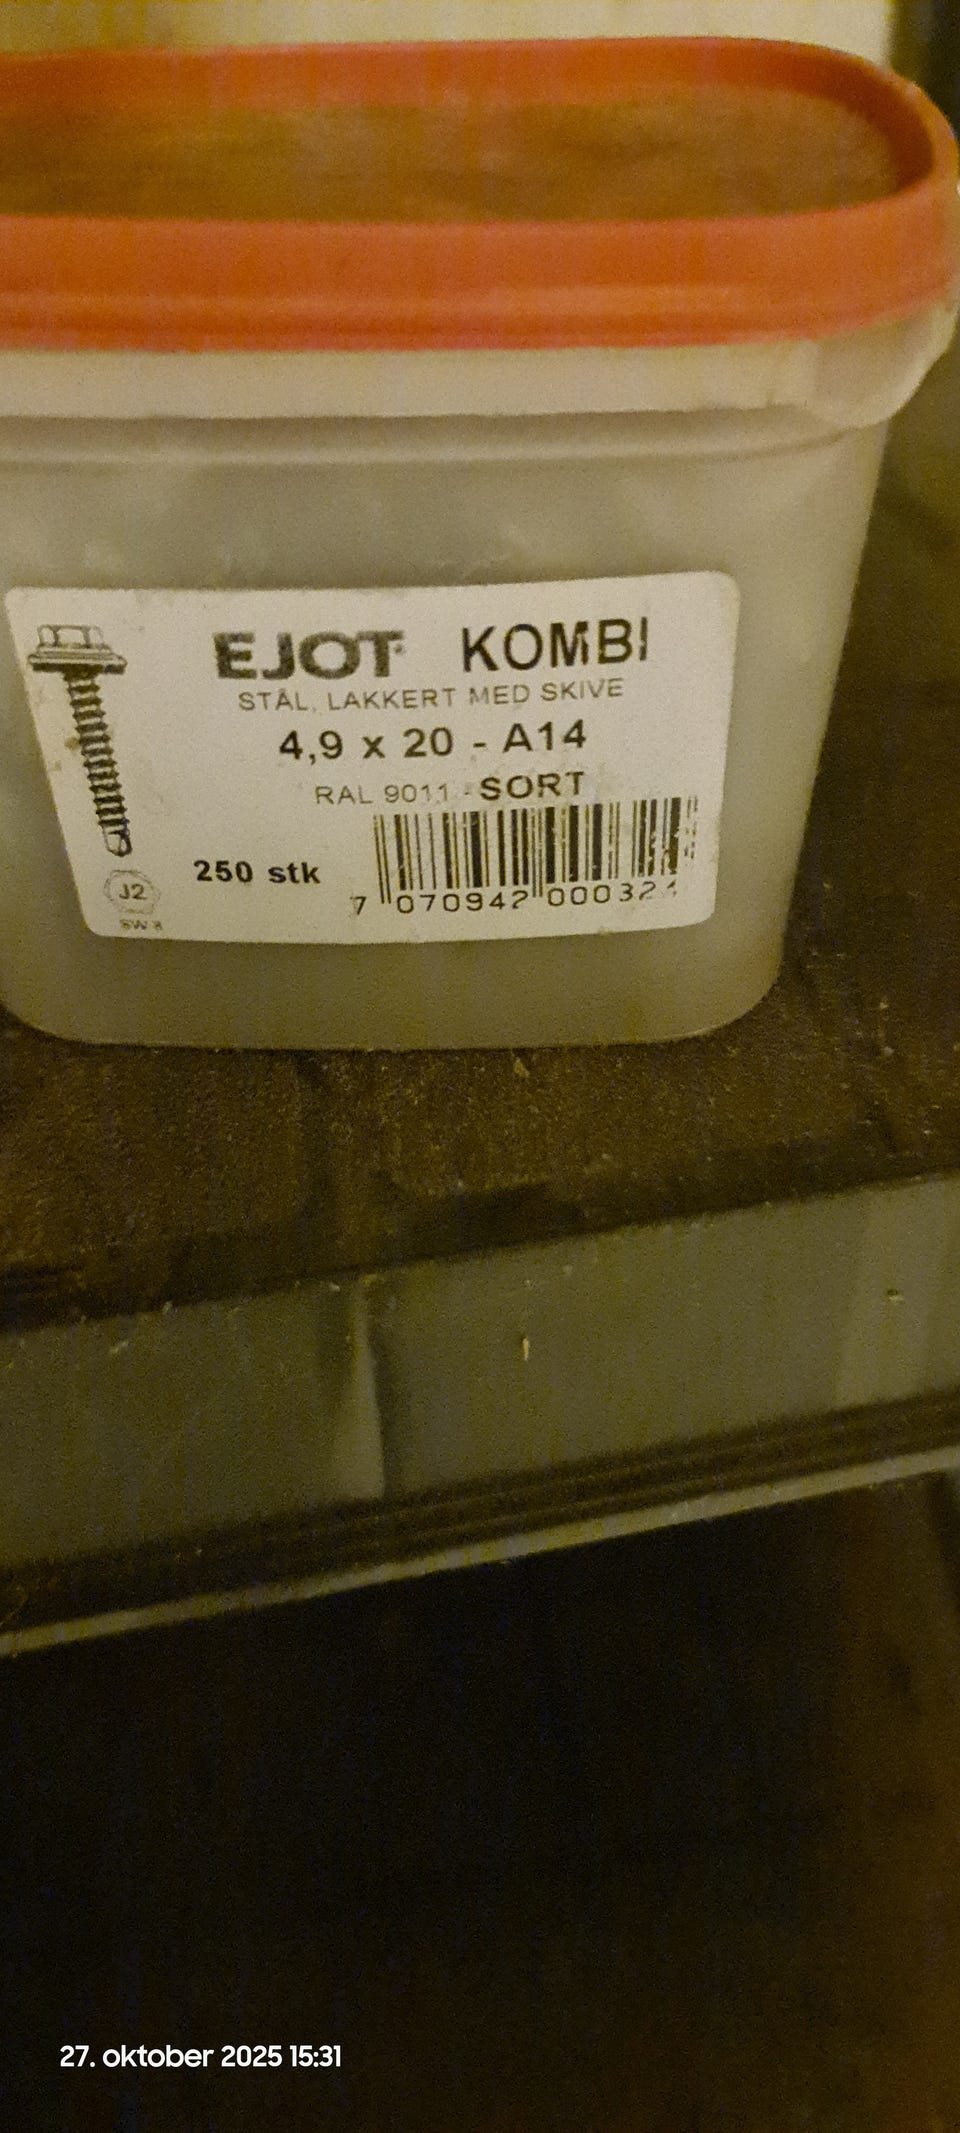 EJOT KOMBI
STÅL, LAKKERT MED SKIVE
4,9 x 20 - A14
RAL 9011 - SORT
250 stk
7 070942 000321
J2
SW 8
27. oktober 2025 15:31